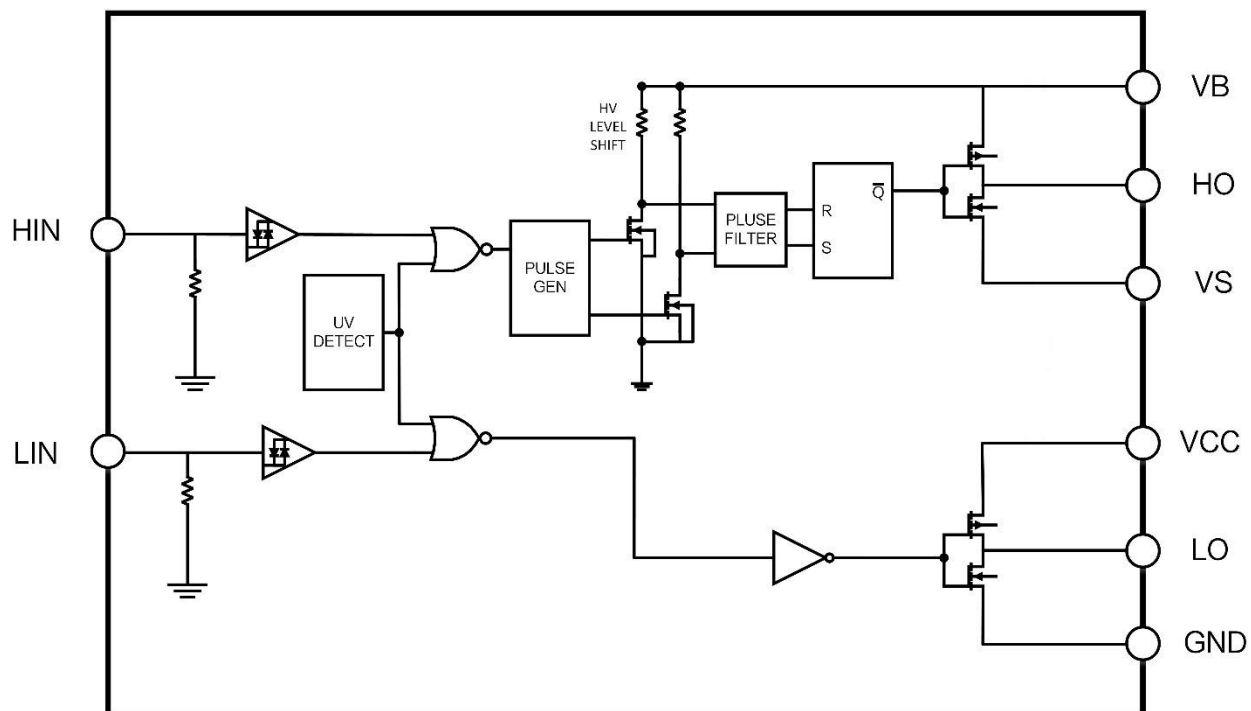 VB
HV
LEVEL
SHIFT
HO
HIN
R
Q̅
S
PLUSE
FILTER
PULSE
GEN
VS
UV
DETECT
LIN
VCC
LO
GND